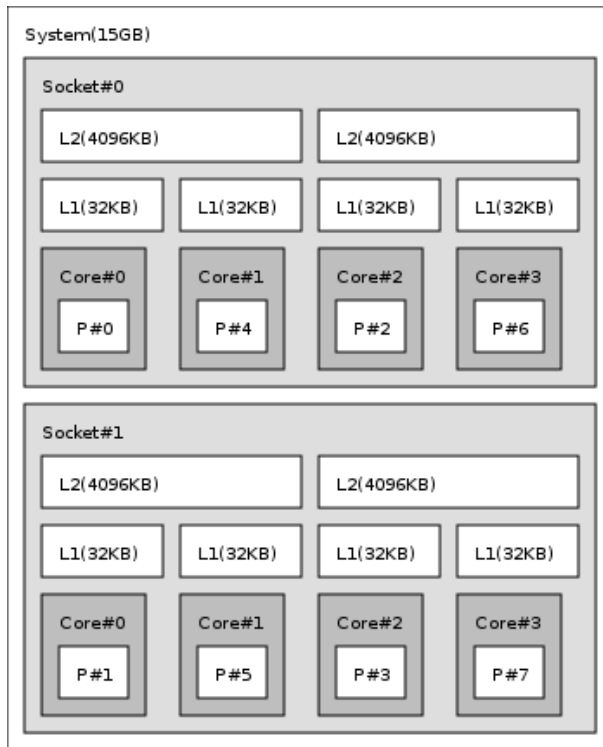 System(15GB)
Socket#0
L2(4096KB) L2(4096KB)
L1(32KB) L1(32KB) L1(32KB) L1(32KB)
Core#0 Core#1 Core#2 Core#3
P#0 P#4 P#2 P#6
Socket#1
L2(4096KB) L2(4096KB)
L1(32KB) L1(32KB) L1(32KB) L1(32KB)
Core#0 Core#1 Core#2 Core#3
P#1 P#5 P#3 P#7